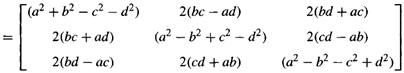 = [(a² + b² − c² − d²) 2(bc − ad) 2(bd + ac)
2(bc + ad) (a² − b² + c² − d²) 2(cd − ab)
2(bd − ac) 2(cd + ab) (a² − b² − c² + d²)]